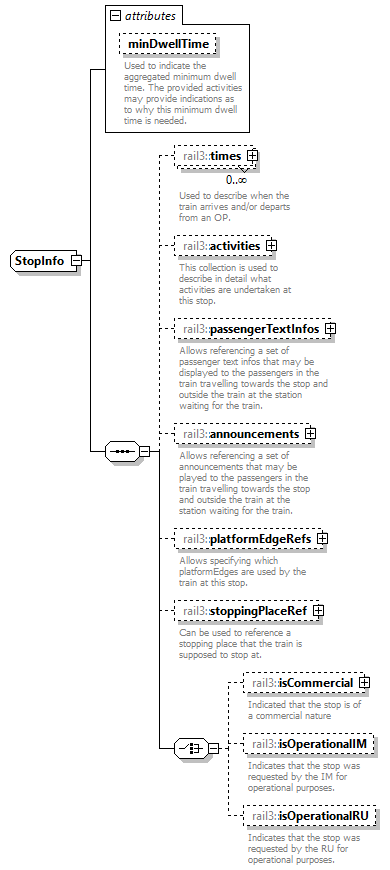 attributes
minDwellTime
Used to indicate the
aggregated minimum dwell
time. The provided activities
may provide indications as
to why this minimum dwell
time is needed.
rail3::times
0..∞
Used to describe when the
train arrives and/or departs
from an OP.
StopInfo
rail3::activities
This collection is used to
describe in detail what
activities are undertaken at
this stop.
rail3::passengerTextInfos
Allows referencing a set of
passenger text infos that may be
displayed to the passengers in the
train travelling towards the stop and
outside the train at the station
waiting for the train.
rail3::announcements
Allows referencing a set of
announcements that may be
played to the passengers in the
train travelling towards the stop
and outside the train at the
station waiting for the train.
rail3::platformEdgeRefs
Allows specifying which
platformEdges are used by the
train at this stop.
rail3::stoppingPlaceRef
Can be used to reference a
stopping place that the train is
supposed to stop at.
rail3::isCommercial
Indicated that the stop is of
a commercial nature
rail3::isOperationalIM
Indicates that the stop was
requested by the IM for
operational purposes.
rail3::isOperationalRU
Indicates that the stop was
requested by the RU for
operational purposes.